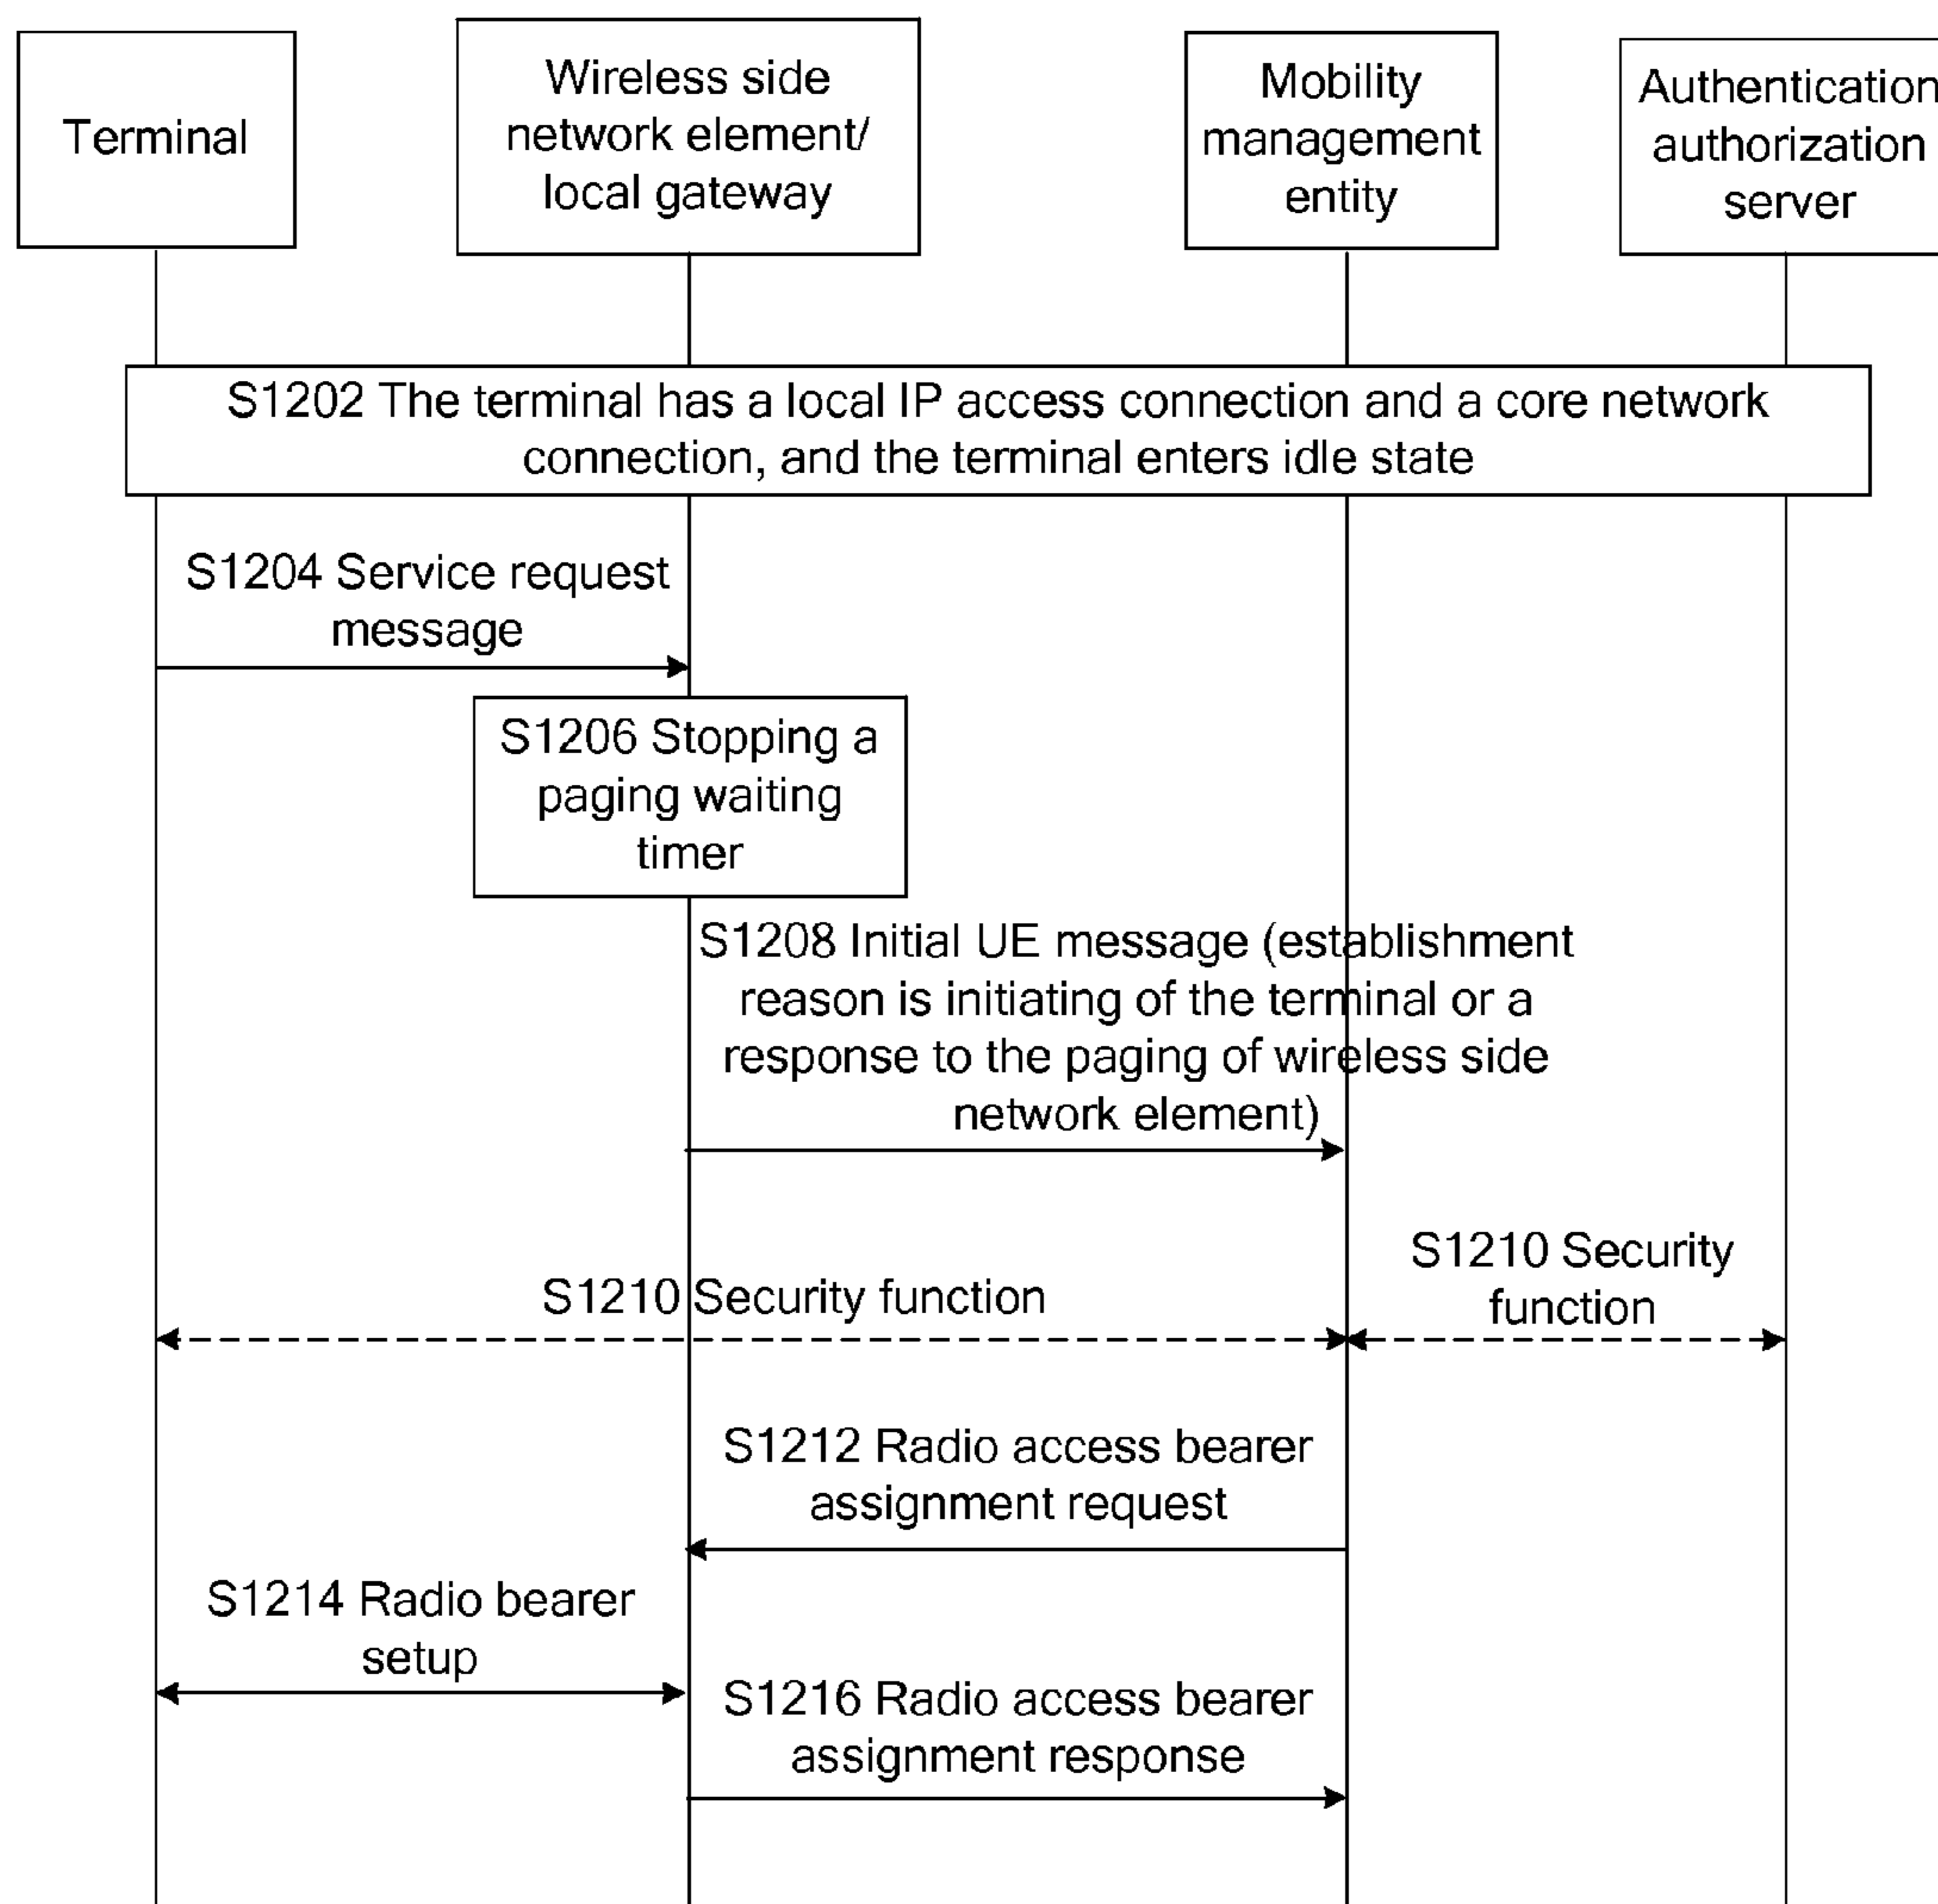 Terminal
Wireless side
network element/
local gateway
Mobility
management
entity
Authentication
authorization
server
S1202 The terminal has a local IP access connection and a core network
connection, and the terminal enters idle state
S1204 Service request
message
S1206 Stopping a
paging waiting
timer
S1208 Initial UE message (establishment
reason is initiating of the terminal or a
response to the paging of wireless side
network element)
S1210 Security function
S1210 Security
function
S1212 Radio access bearer
assignment request
S1214 Radio bearer
setup
S1216 Radio access bearer
assignment response